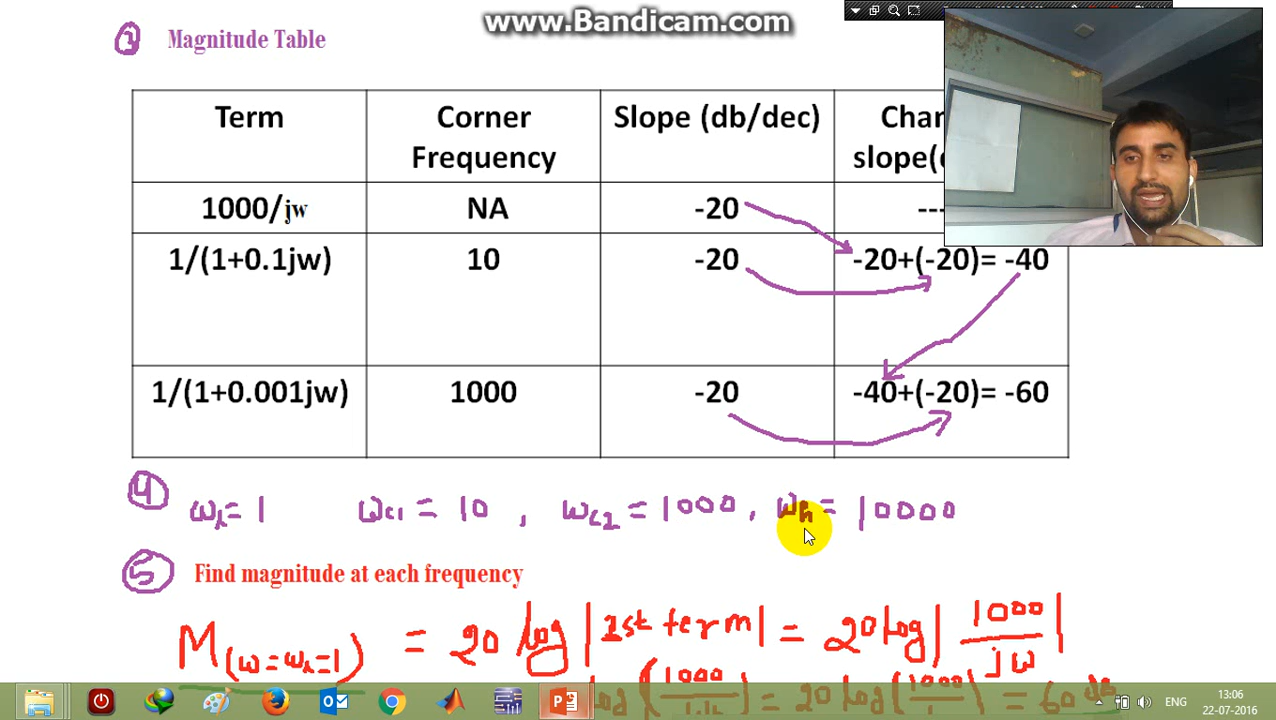 www.Bandicam.com
3 Magnitude Table
Term Corner Frequency Slope (db/dec)
1000/jw NA -20 ---
1/(1+0.1jw) 10 -20 -20+(-20)= -40
1/(1+0.001jw) 1000 -20 -40+(-20)= -60
4 ωL=1 ωc1 = 10 , ωc2 = 1000, ωh = 10000
5 Find magnitude at each frequency
M(ω=ωL=1) = 20 log |1st term| = 20log| 1000/jω |
= 20 log ( = 60 db
ENG
13:06
22-07-2016